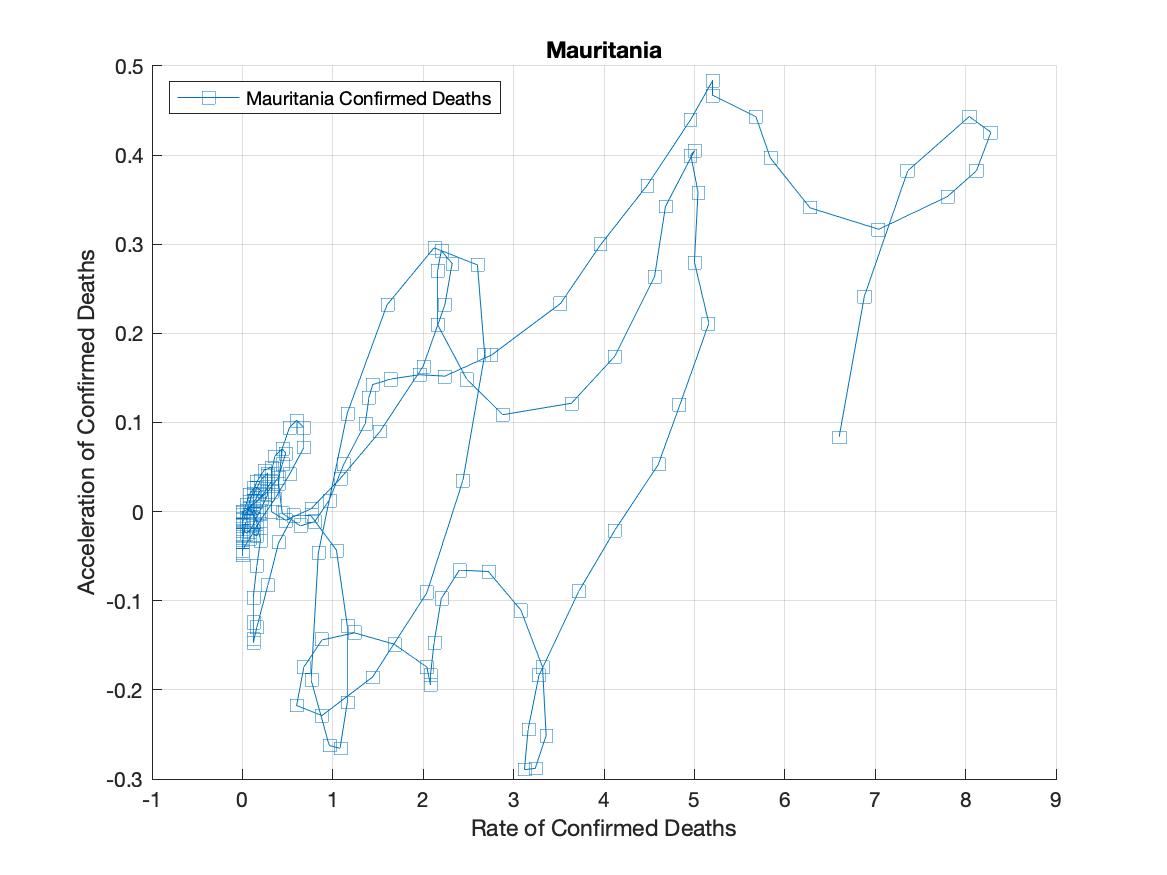 Mauritania
Mauritania Confirmed Deaths
Acceleration of Confirmed Deaths
0.5
0.4
0.3
0.2
0.1
0
-0.1
-0.2
-0.3
-1 0 1 2 3 4 5 6 7 8 9
Rate of Confirmed Deaths